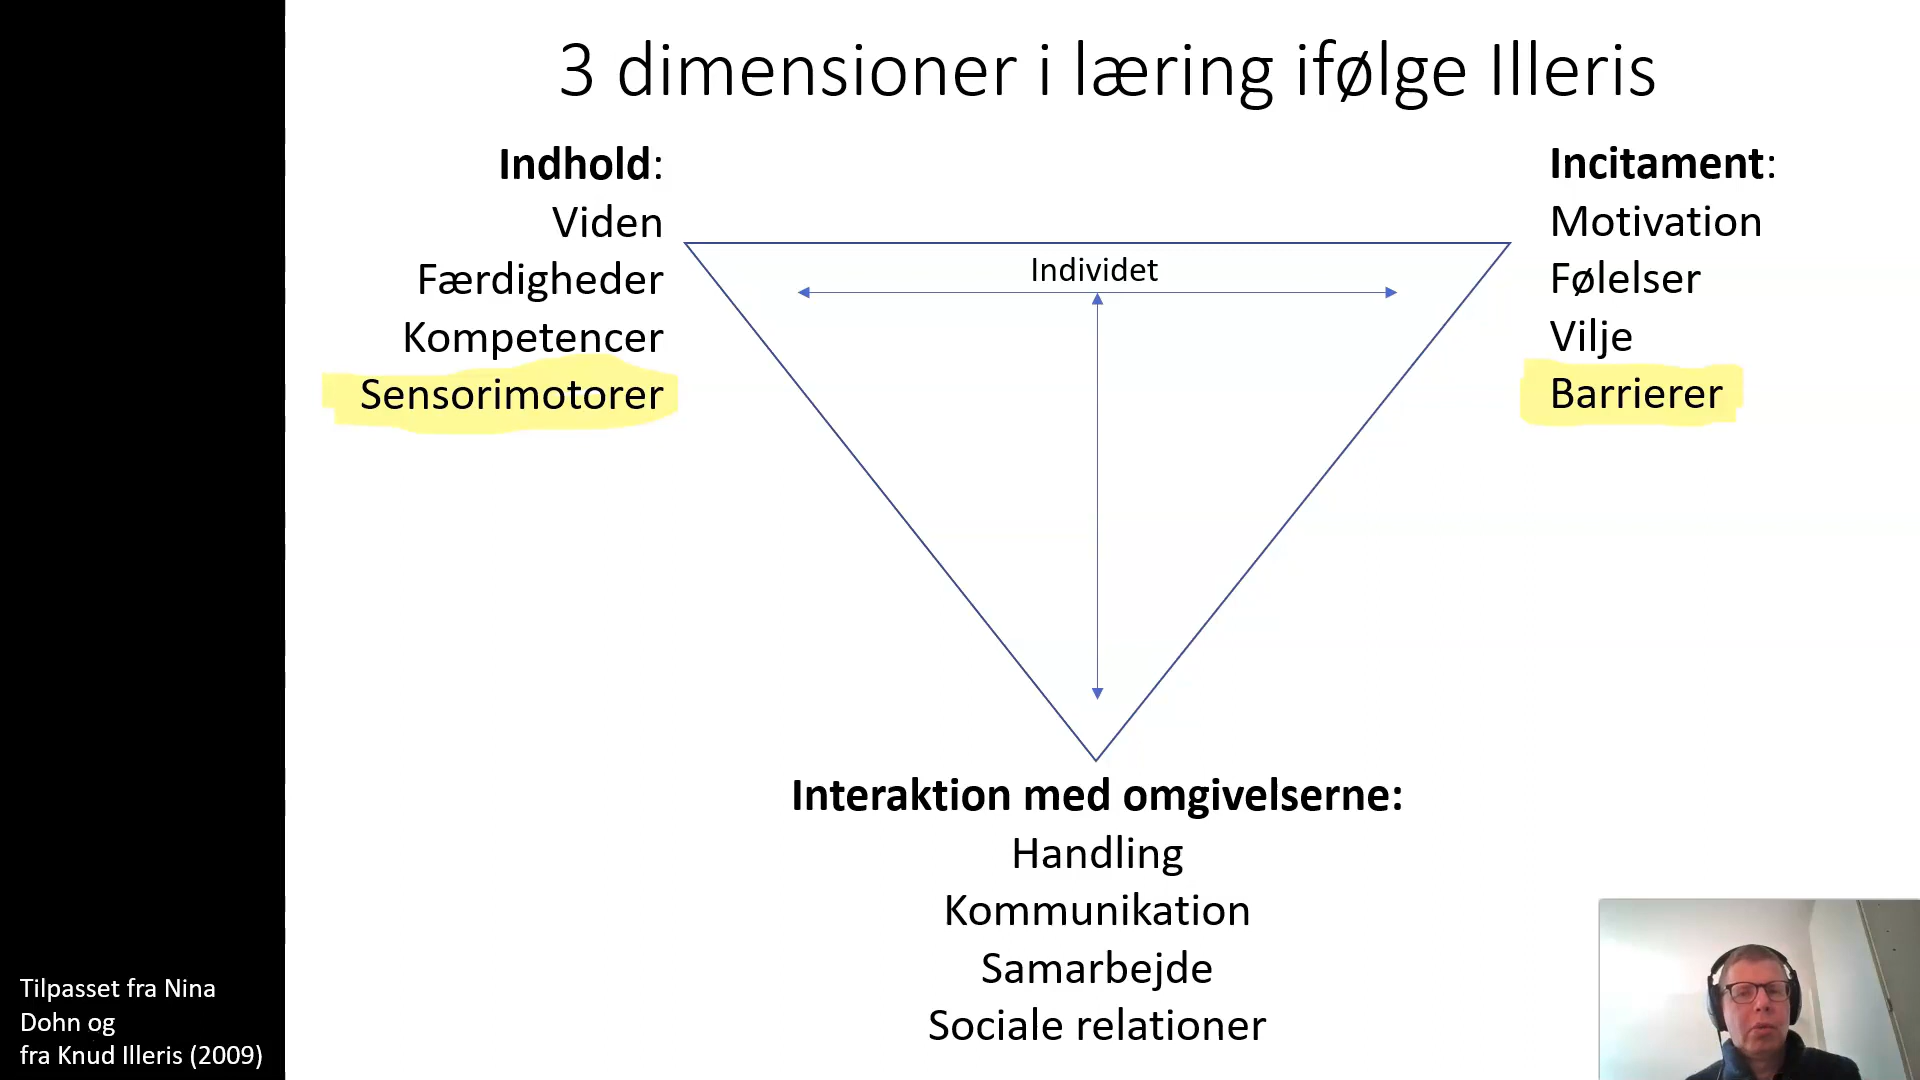 3 dimensioner i læring ifølge Illeris
Indhold:
Viden
Færdigheder
Kompetencer
Sensorimotorer
Incitament:
Motivation
Følelser
Vilje
Barrierer
Individet
Interaktion med omgivelserne:
Handling
Kommunikation
Samarbejde
Sociale relationer
Tilpasset fra Nina
Dohn og
fra Knud Illeris (2009)